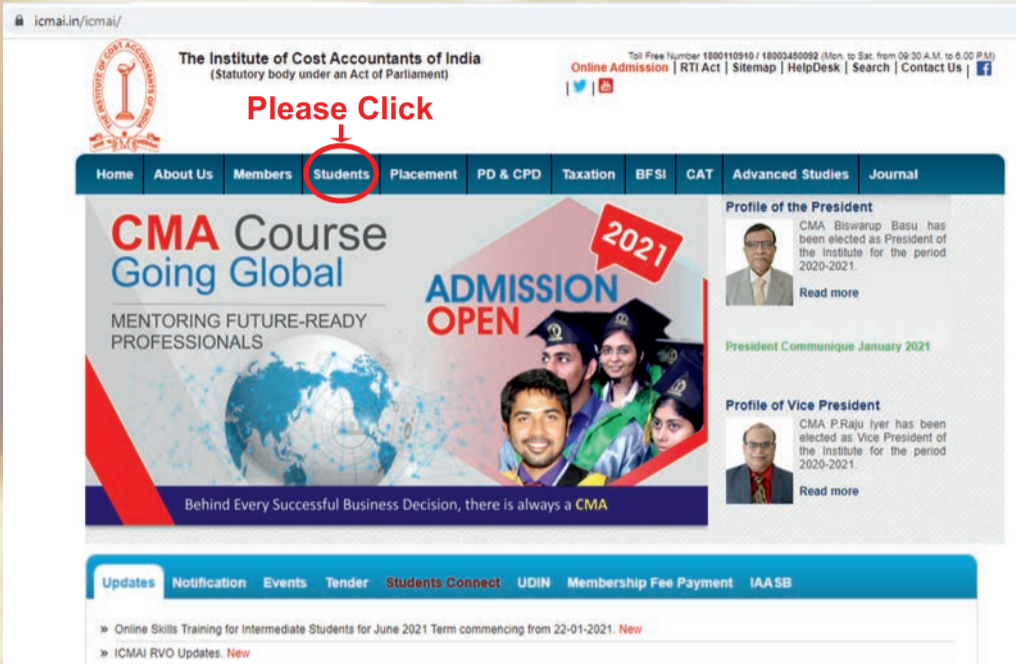 icmai.in/icmai/
THE INSTITUTE OF COST ACCOUNTANTS OF INDIA
The Institute of Cost Accountants of India
(Statutory body under an Act of Parliament)
Toll Free Number 1800110910 / 18003450092 (Mon. to Sat. from 09:30 A.M. to 6:00 P.M)
Online Admission | RTI Act | Sitemap | HelpDesk | Search | Contact Us |
Please Click
Home About Us Members Students Placement PD & CPD Taxation BFSI CAT Advanced Studies Journal
CMA Course
Going Global
MENTORING FUTURE-READY
PROFESSIONALS
2021
ADMISSION
OPEN
Behind Every Successful Business Decision, there is always a CMA
Profile of the President
CMA Biswarup Basu has
been elected as President of
the Institute for the period
2020-2021.
Read more
President Communique January 2021
Profile of Vice President
CMA P.Raju Iyer has been
elected as Vice President of
the Institute for the period
2020-2021.
Read more
Updates Notification Events Tender Students Connect UDIN Membership Fee Payment IAASB
» Online Skills Training for Intermediate Students for June 2021 Term commencing from 22-01-2021. New
» ICMAI RVO Updates. New